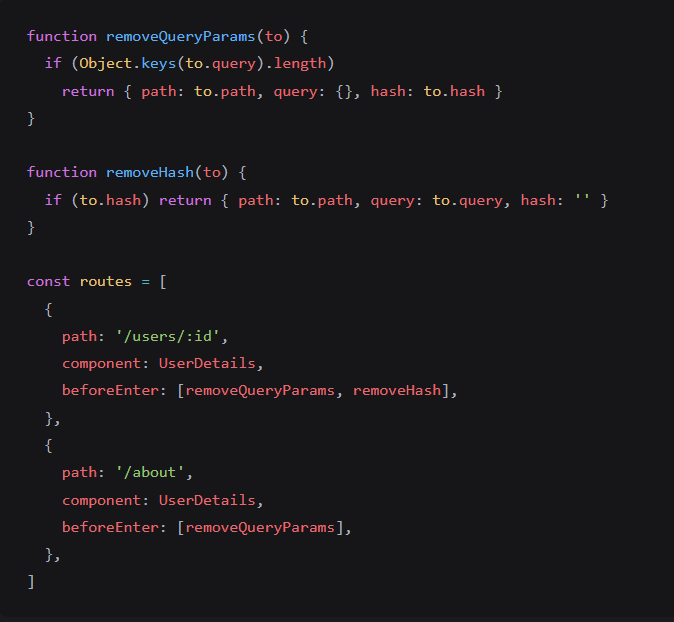 function removeQueryParams(to) {
  if (Object.keys(to.query).length)
    return { path: to.path, query: {}, hash: to.hash }
}

function removeHash(to) {
  if (to.hash) return { path: to.path, query: to.query, hash: '' }
}

const routes = [
  {
    path: '/users/:id',
    component: UserDetails,
    beforeEnter: [removeQueryParams, removeHash],
  },
  {
    path: '/about',
    component: UserDetails,
    beforeEnter: [removeQueryParams],
  },
]